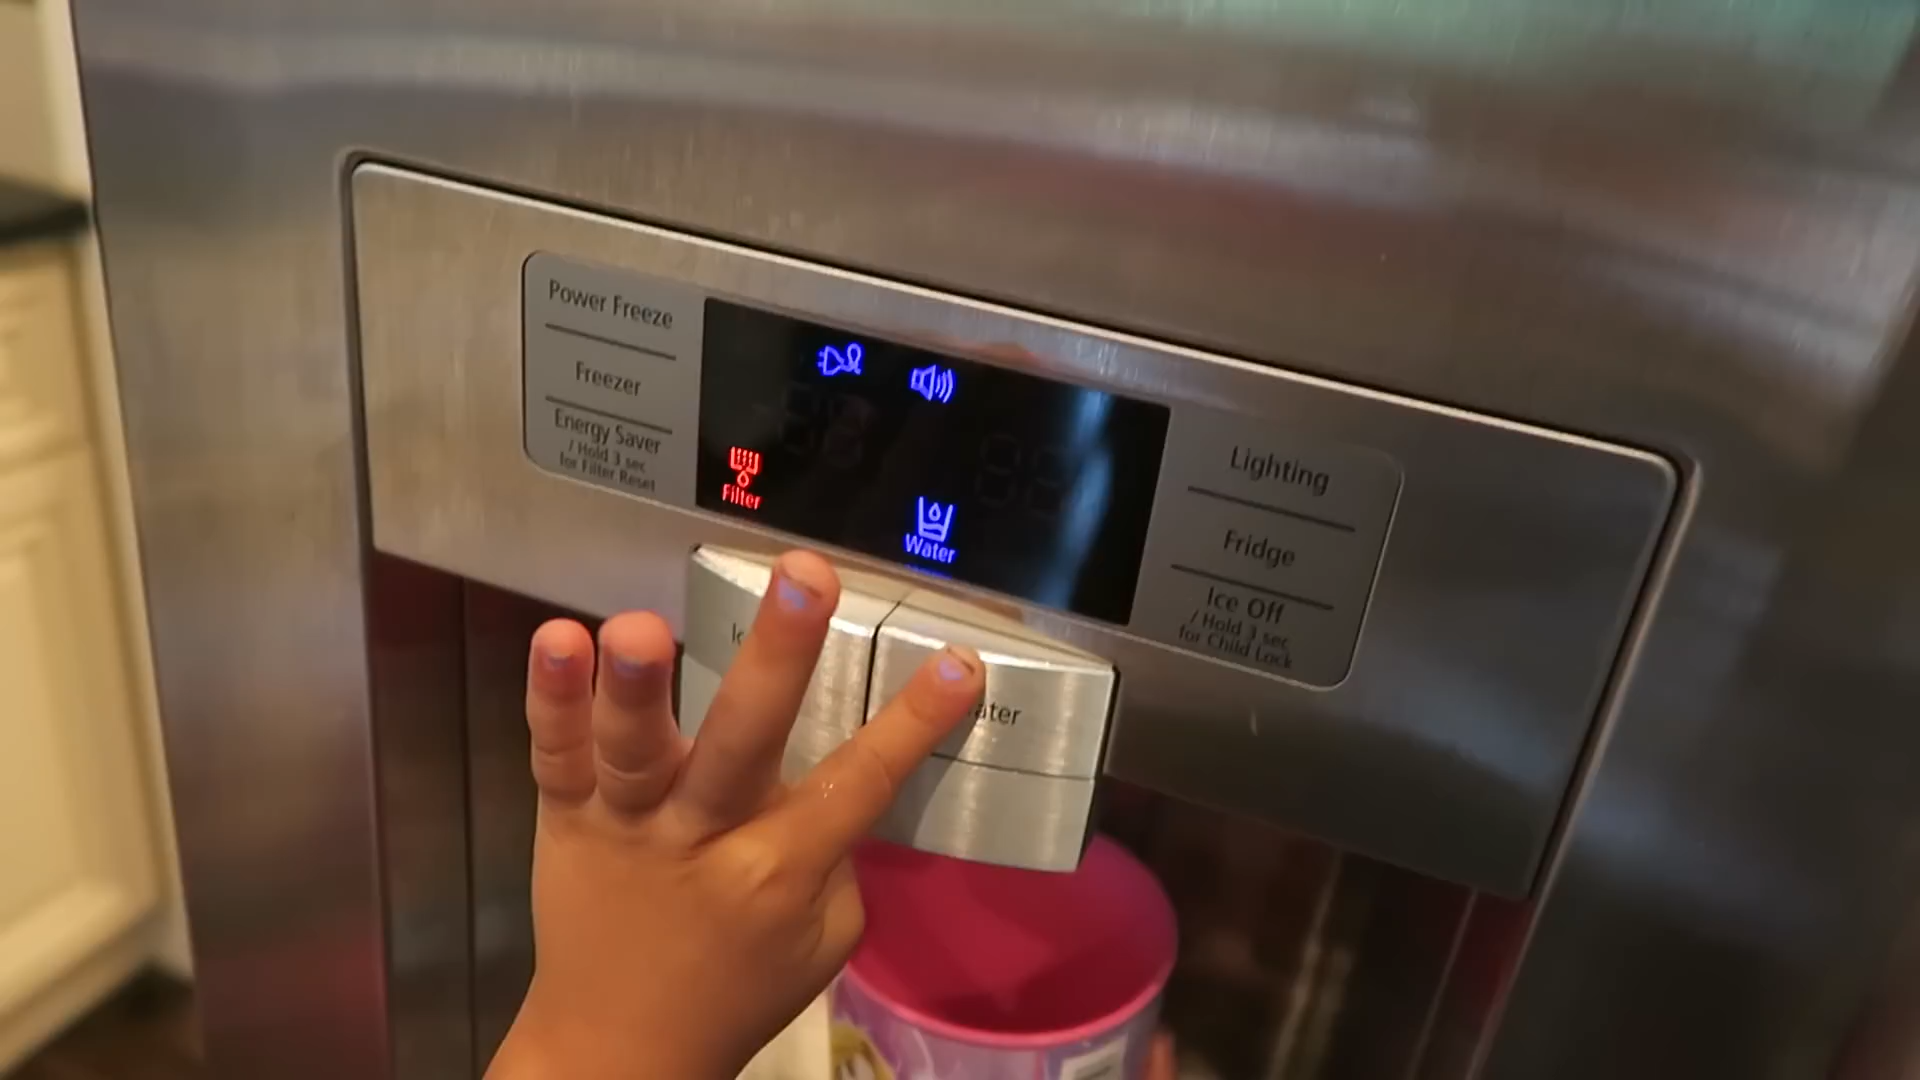 Power Freeze
Freezer
Energy Saver
/ Hold 3 sec
for Filter Reset
Filter
Water
Lighting
Fridge
Ice Off
/ Hold 3 sec
for Child Lock